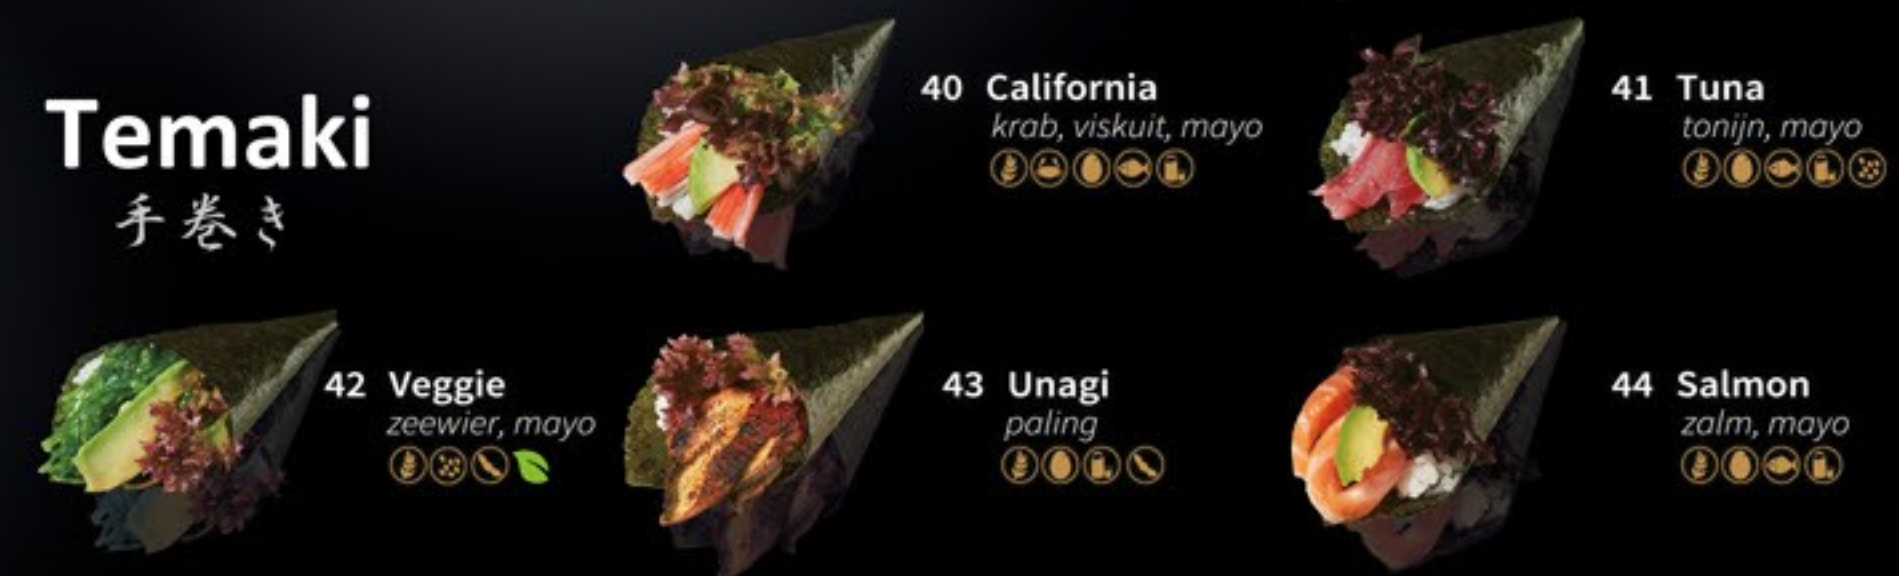 Temaki
手巻き
40 California
krab, viskuit, mayo
41 Tuna
tonijn, mayo
42 Veggie
zeewier, mayo
43 Unagi
paling
44 Salmon
zalm, mayo